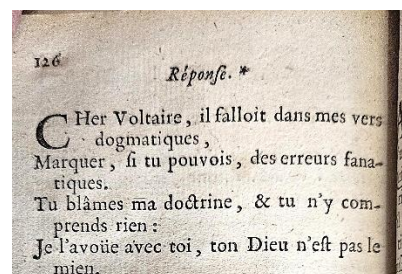 126
Réponſe. *
CHer Voltaire, il falloit dans mes vers
dogmatiques,
Marquer, ſi tu pouvois, des erreurs fana-
tiques.
Tu blâmes ma doctrine, & tu n'y com-
prends rien :
Je l'avoüe avec toi, ton Dieu n'eſt pas le
mien.